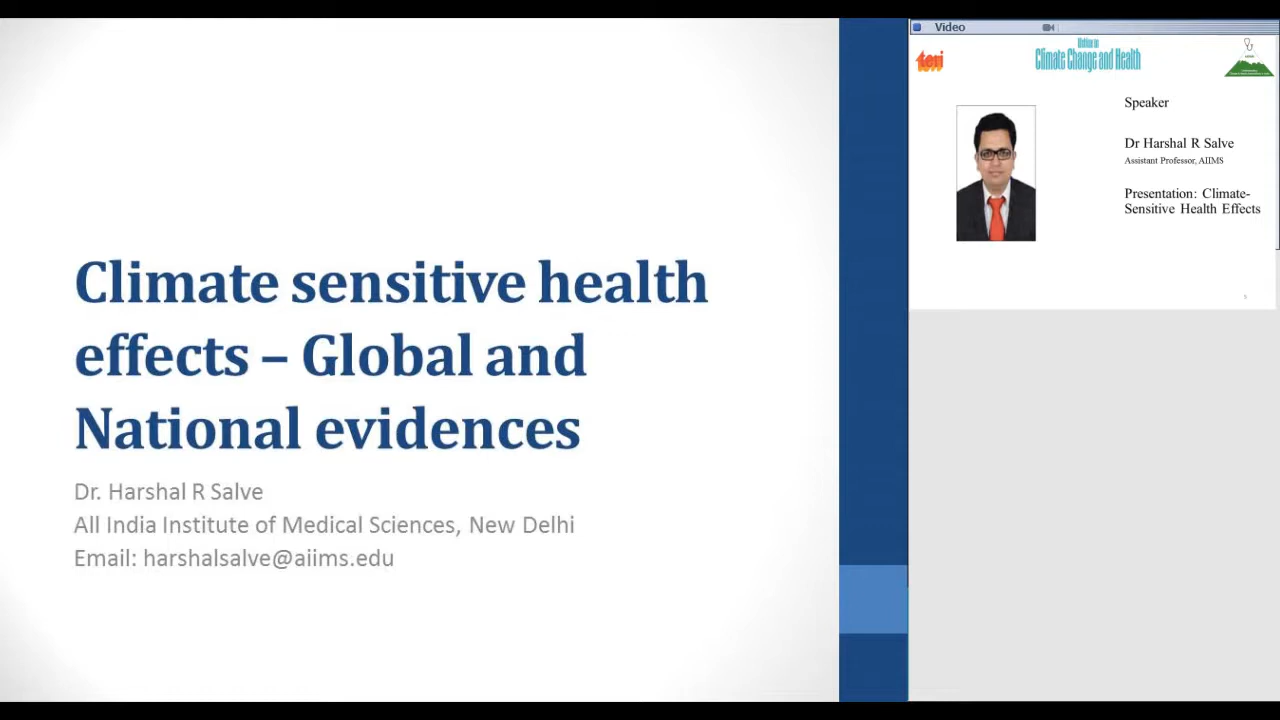 Climate sensitive health
effects – Global and
National evidences
Dr. Harshal R Salve
All India Institute of Medical Sciences, New Delhi
Email: harshalsalve@aiims.edu
Video
teri
Climate Change and Health
Speaker
Dr Harshal R Salve
Assistant Professor, AIIMS
Presentation: Climate-
Sensitive Health Effects